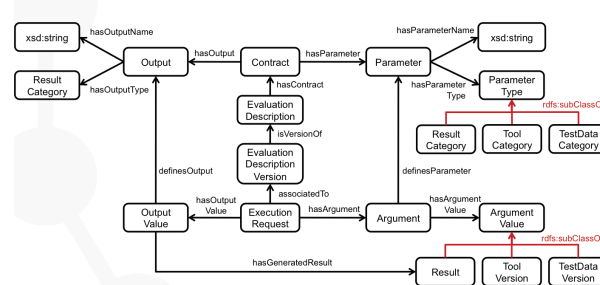 hasOutputName
hasParameterName
xsd:string
xsd:string
hasOutput
hasParameter
Output
Contract
Parameter
Result
Category
hasOutputType
hasParameter
Type
Parameter
Type
hasContract
rdfs:subClassO
Evaluation
Description
Result
Category
Tool
Category
TestData
Category
isVersionOf
Evaluation
Description
Version
definesOutput
definesParameter
associatedTo
hasOutput
Value
hasArgument
hasArgument
Value
Output
Value
Execution
Request
Argument
Argument
Value
rdfs:subClassO
hasGeneratedResult
Result
Tool
Version
TestData
Version